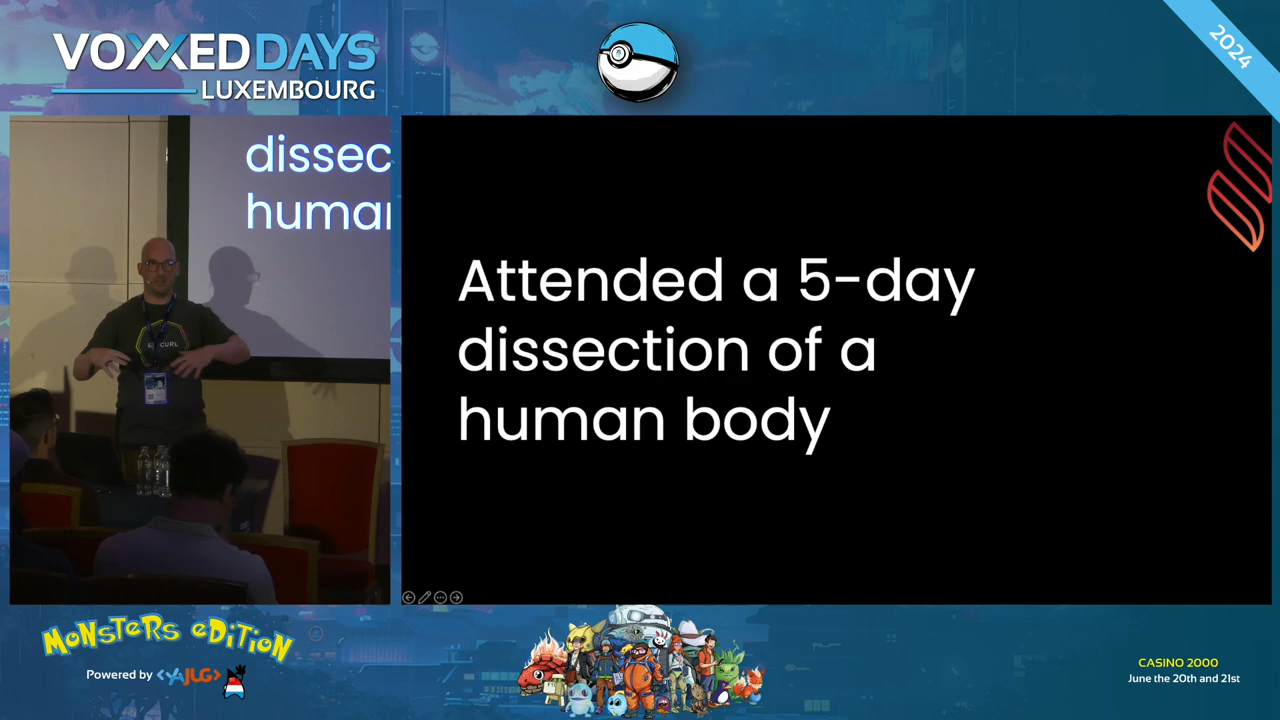 VOXXEDDAYS
LUXEMBOURG
2024
dissec
human
CURL
Attended a 5-day
dissection of a
human body
MONSTERS EDITION
Powered by <YAJUG>
CASINO 2000
June the 20th and 21st